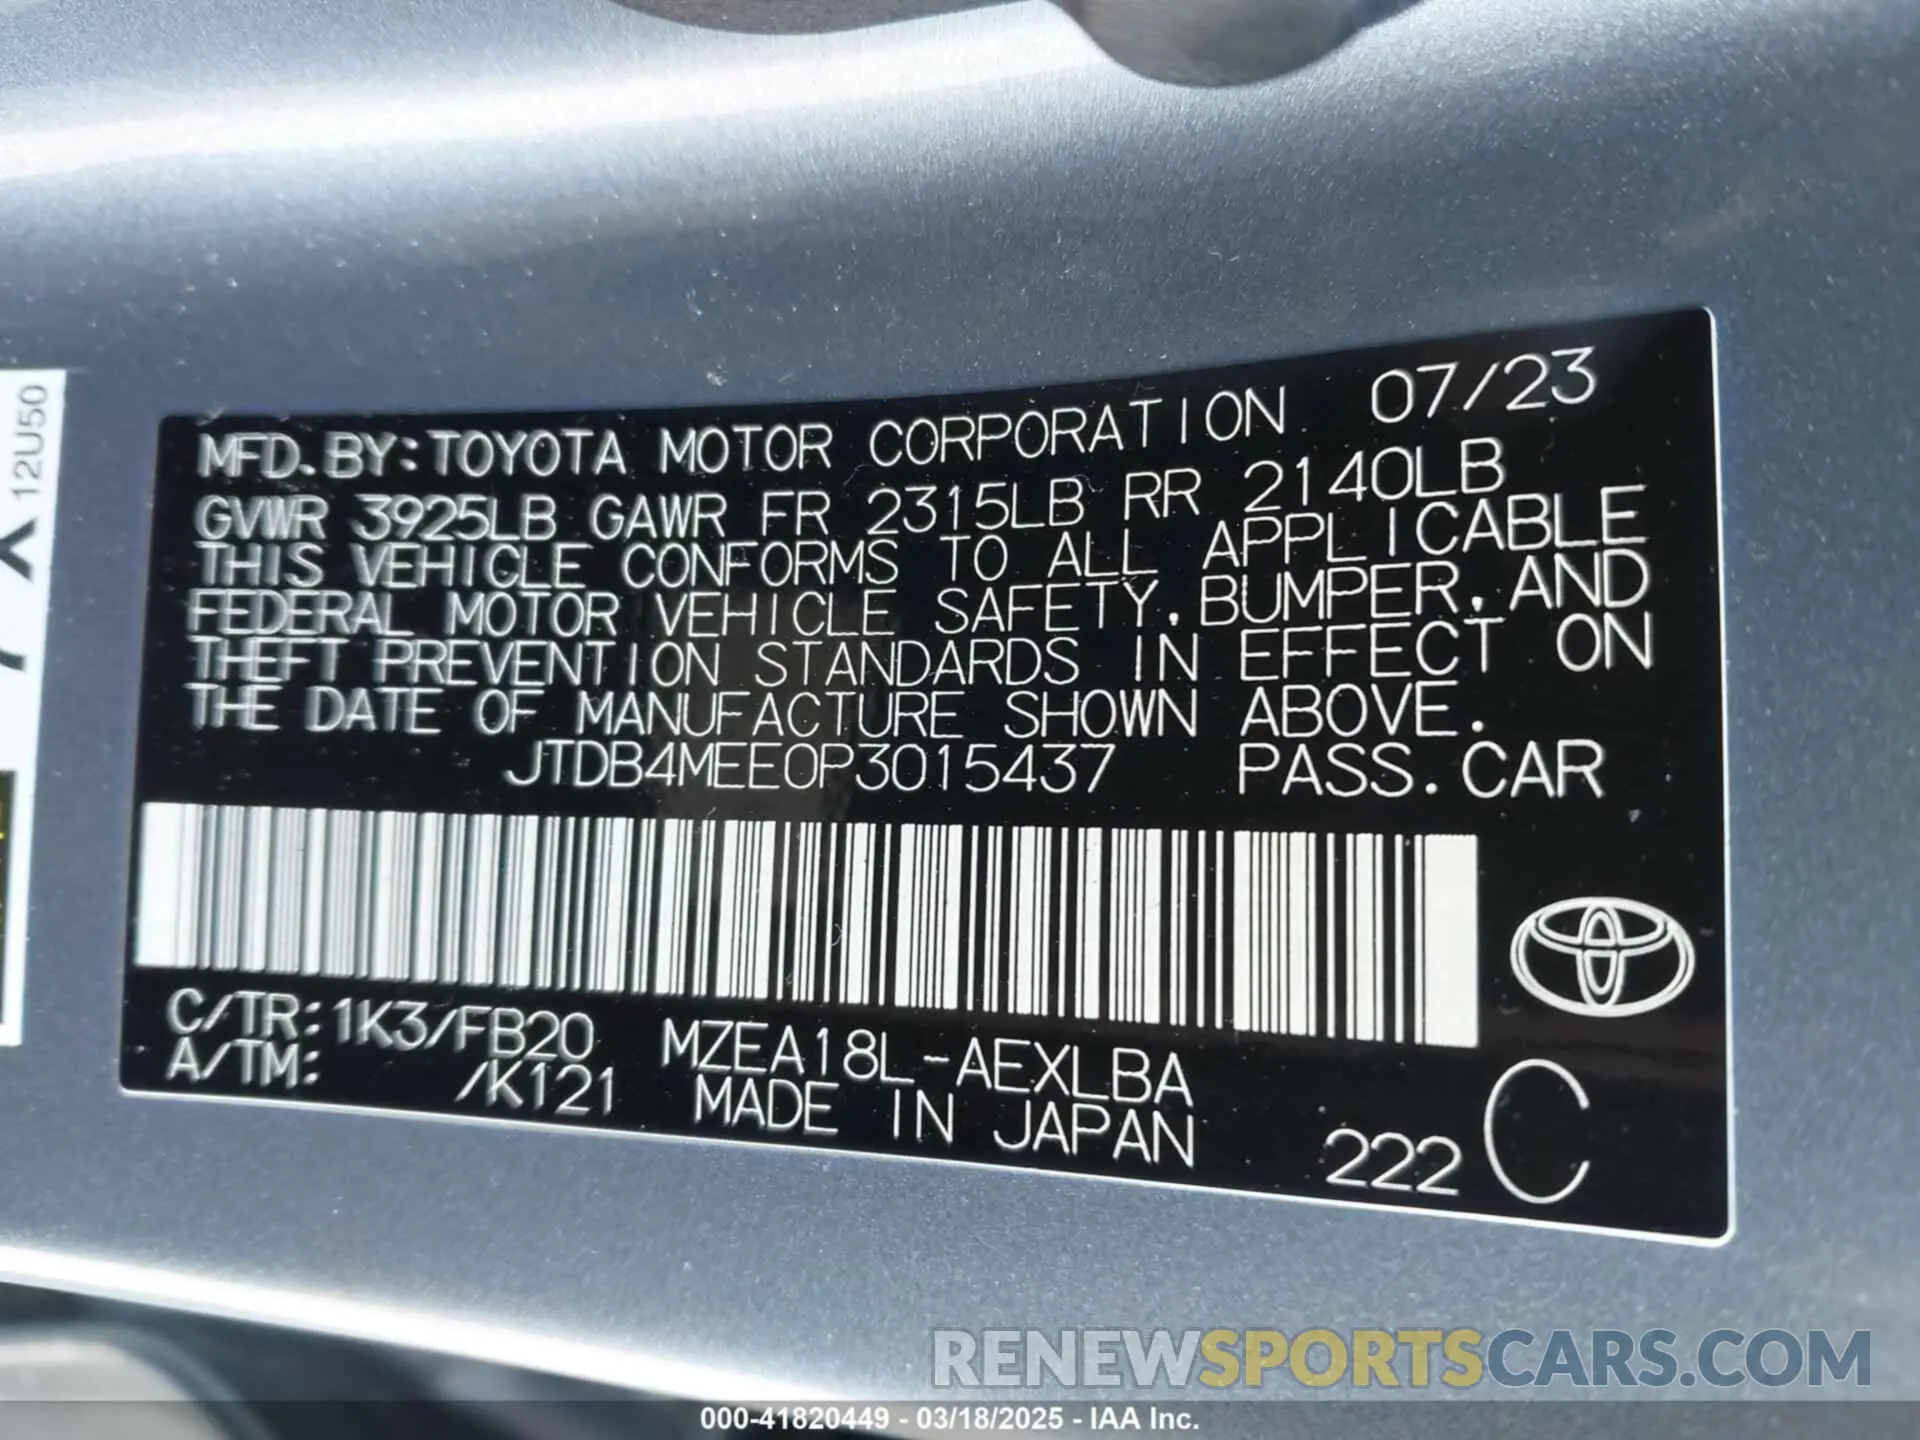 12U50
MFD.BY:TOYOTA MOTOR CORPORATION 07/23
GVWR 3925LB GAWR FR 2315LB RR 2140LB
THIS VEHICLE CONFORMS TO ALL APPLICABLE
FEDERAL MOTOR VEHICLE SAFETY,BUMPER,AND
THEFT PREVENTION STANDARDS IN EFFECT ON
THE DATE OF MANUFACTURE SHOWN ABOVE.
JTDB4MEE0P3015437 PASS.CAR
C/TR:1K3/FB20 MZEA18L-AEXLBA
A/TM: /K121 MADE IN JAPAN 222 C
RENEWSPORTSCARS.COM
000-41820449 - 03/18/2025 - IAA Inc.